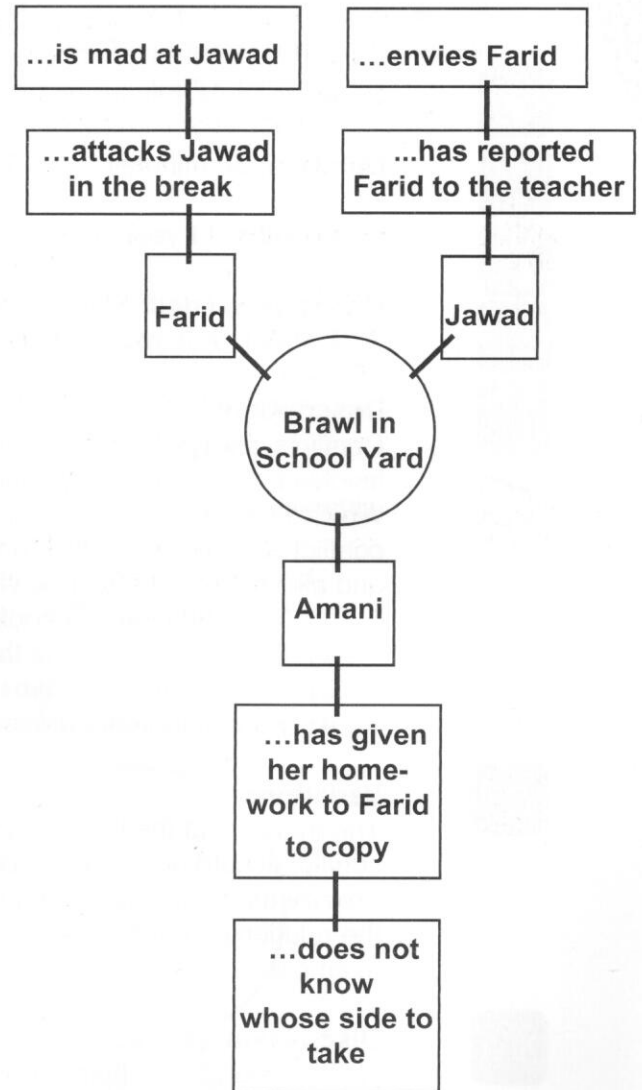 ...is mad at Jawad
...envies Farid
...attacks Jawad
in the break
...has reported
Farid to the teacher
Farid
Jawad
Brawl in
School Yard
Amani
...has given
her home-
work to Farid
to copy
...does not
know
whose side to
take